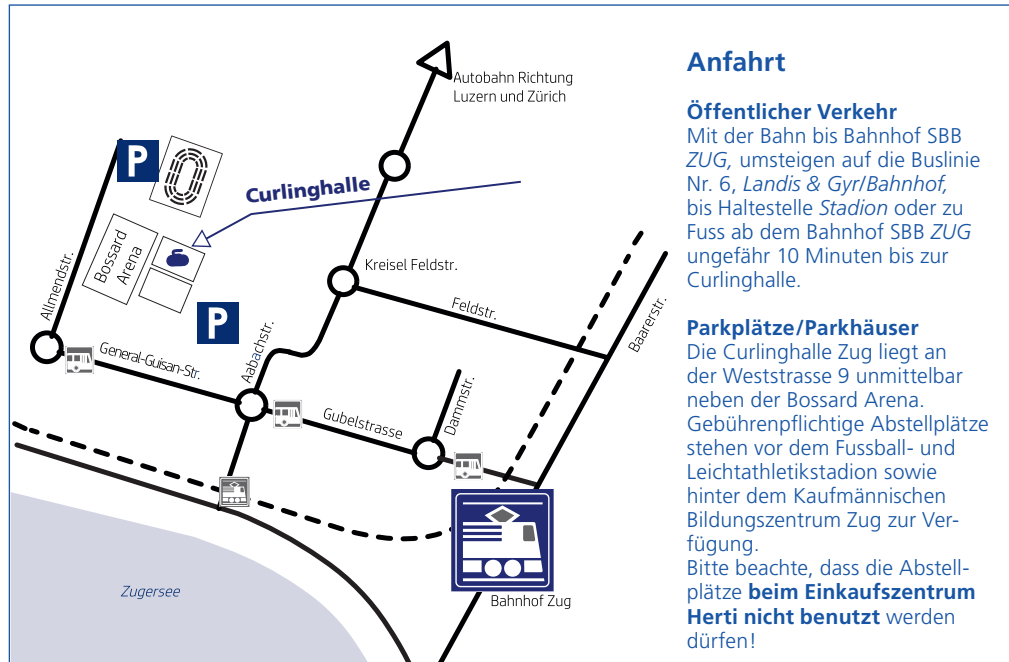 Autobahn Richtung
Luzern und Zürich
P
Curlinghalle
Bossard
Arena
Allmendstr.
Kreisel Feldstr.
P
Feldstr.
Baarerstr.
General-Guisan-Str.
Aabachstr.
Gubelstrasse
Dammstr.
Zugersee
Bahnhof Zug
Anfahrt
Öffentlicher Verkehr
Mit der Bahn bis Bahnhof SBB
ZUG, umsteigen auf die Buslinie
Nr. 6, Landis & Gyr/Bahnhof,
bis Haltestelle Stadion oder zu
Fuss ab dem Bahnhof SBB ZUG
ungefähr 10 Minuten bis zur
Curlinghalle.
Parkplätze/Parkhäuser
Die Curlinghalle Zug liegt an
der Weststrasse 9 unmittelbar
neben der Bossard Arena.
Gebührenpflichtige Abstellplätze
stehen vor dem Fussball- und
Leichtathletikstadion sowie
hinter dem Kaufmännischen
Bildungszentrum Zug zur Ver-
fügung.
Bitte beachte, dass die Abstell-
plätze beim Einkaufszentrum
Herti nicht benutzt werden
dürfen!